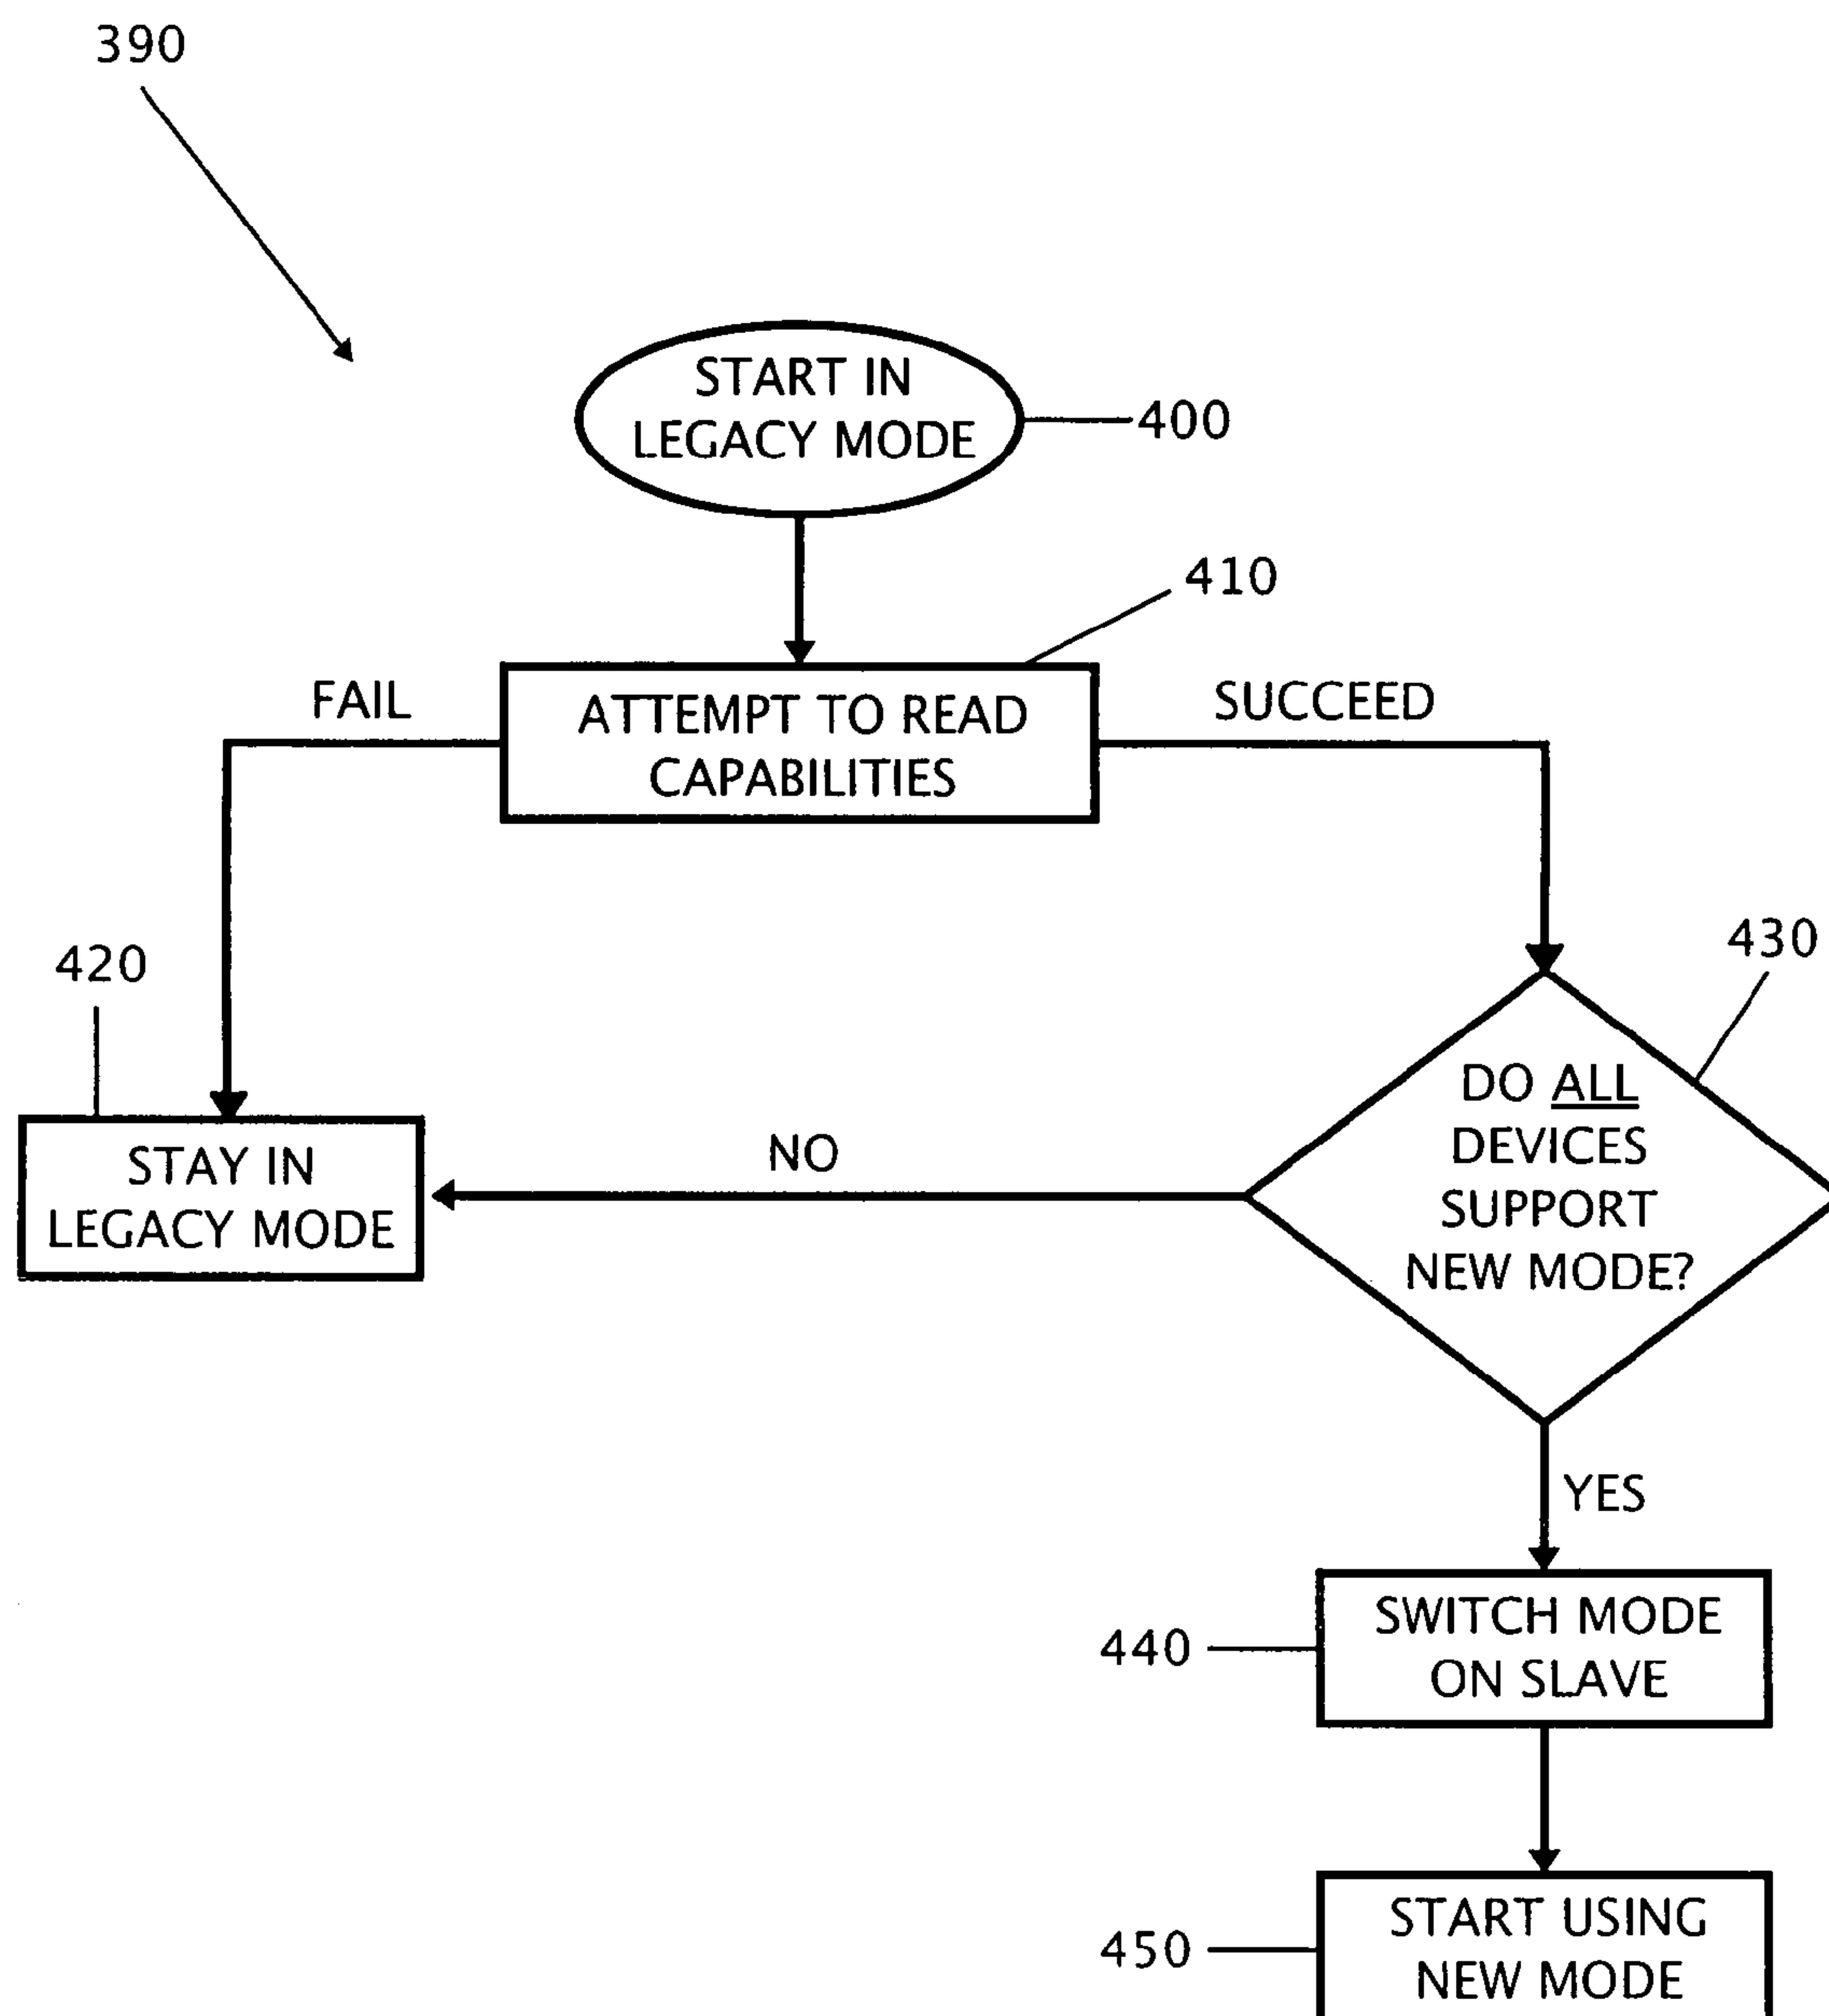 390
START IN
LEGACY MODE
400
410
FAIL
ATTEMPT TO READ
CAPABILITIES
SUCCEED
420
430
STAY IN
LEGACY MODE
NO
DO ALL
DEVICES
SUPPORT
NEW MODE?
YES
440
SWITCH MODE
ON SLAVE
450
START USING
NEW MODE